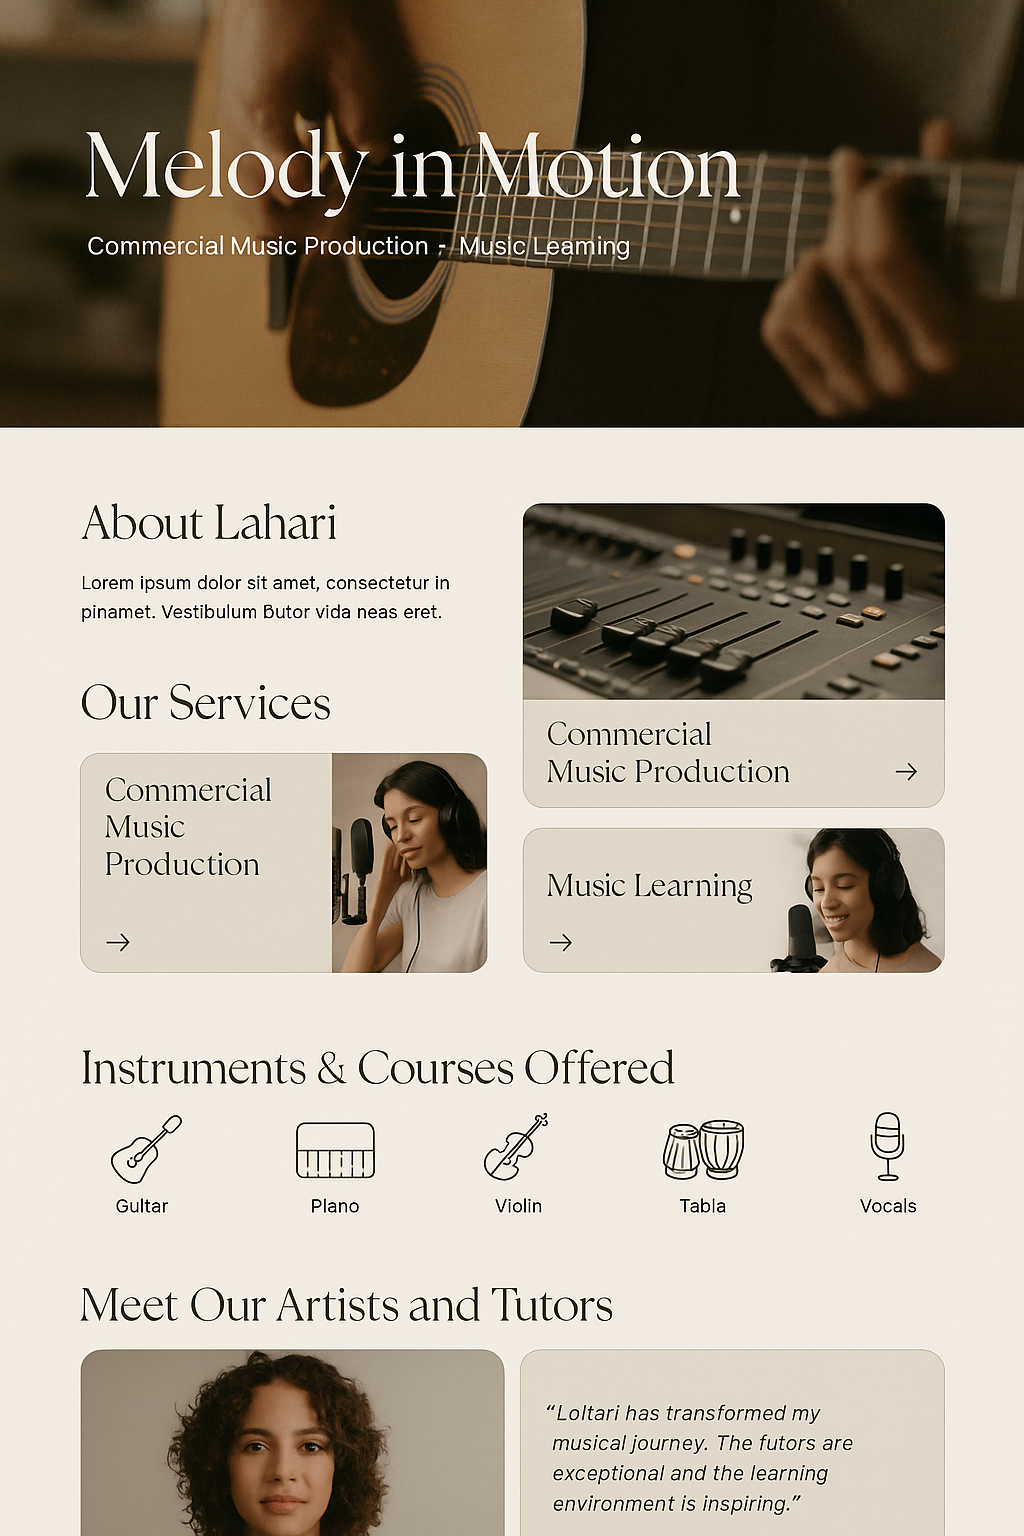 Melody in Motion
Commercial Music Production - Music Leaming
About Lahari
Lorem ipsum dolor sit amet, consectetur in
pinamet. Vestibulum Butor vida neas eret.
Our Services
Commercial
Music
Production
→
Commercial
Music Production →
Music Learning
→
Instruments & Courses Offered
Gultar Plano Violin Tabla Vocals
Meet Our Artists and Tutors
“Loltari has transformed my
musical journey. The futors are
exceptional and the learning
environment is inspiring.”